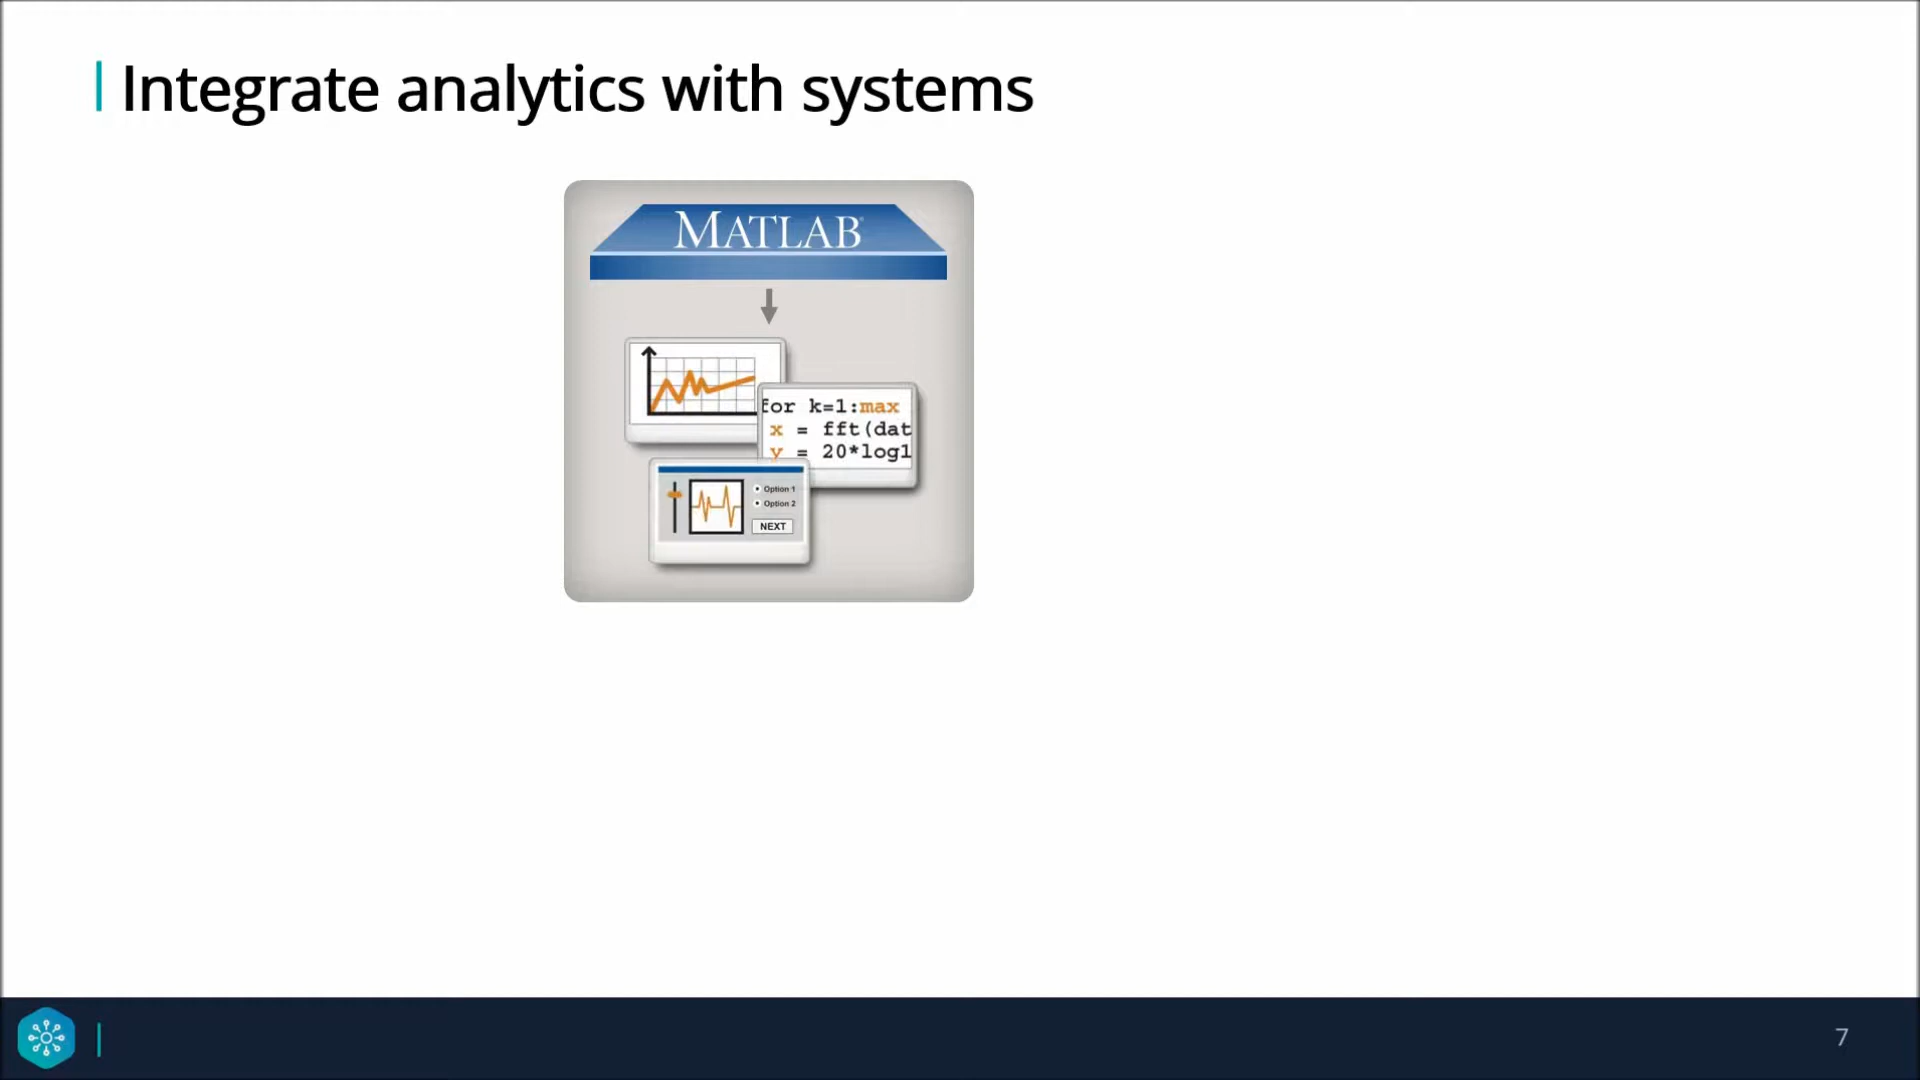 Integrate analytics with systems
MATLAB®
for k=1:max
x = fft(dat
y = 20*log1
Option 1
Option 2
NEXT
7